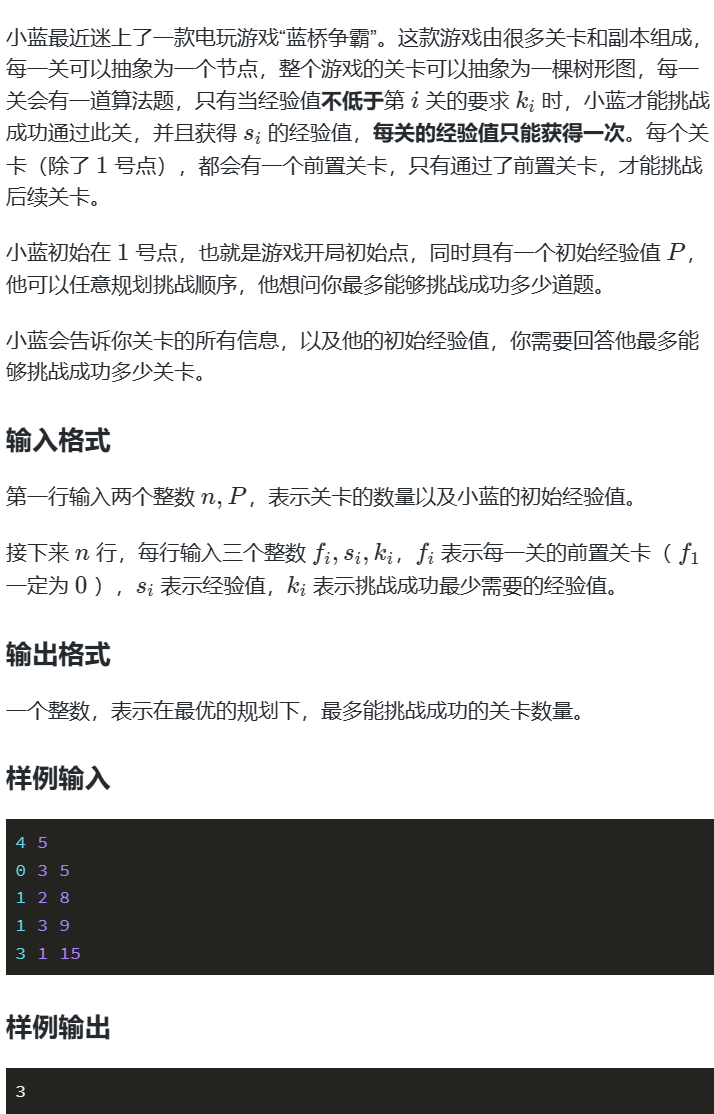 小蓝最近迷上了一款电玩游戏“蓝桥争霸”。这款游戏由很多关卡和副本组成，
每一关可以抽象为一个节点，整个游戏的关卡可以抽象为一棵树形图，每一
关会有一道算法题，只有当经验值不低于第 i 关的要求 k_i 时，小蓝才能挑战
成功通过此关，并且获得 s_i 的经验值，每关的经验值只能获得一次。每个关
卡（除了 1 号点），都会有一个前置关卡，只有通过了前置关卡，才能挑战
后续关卡。
小蓝初始在 1 号点，也就是游戏开局初始点，同时具有一个初始经验值 P，
他可以任意规划挑战顺序，他想问你最多能够挑战成功多少道题。
小蓝会告诉你关卡的所有信息，以及他的初始经验值，你需要回答他最多能
够挑战成功多少关卡。
输入格式
第一行输入两个整数 n, P，表示关卡的数量以及小蓝的初始经验值。
接下来 n 行，每行输入三个整数 f_i, s_i, k_i，f_i 表示每一关的前置关卡（ f_1
一定为 0 ），s_i 表示经验值，k_i 表示挑战成功最少需要的经验值。
输出格式
一个整数，表示在最优的规划下，最多能挑战成功的关卡数量。
样例输入
4 5
0 3 5
1 2 8
1 3 9
3 1 15
样例输出
3